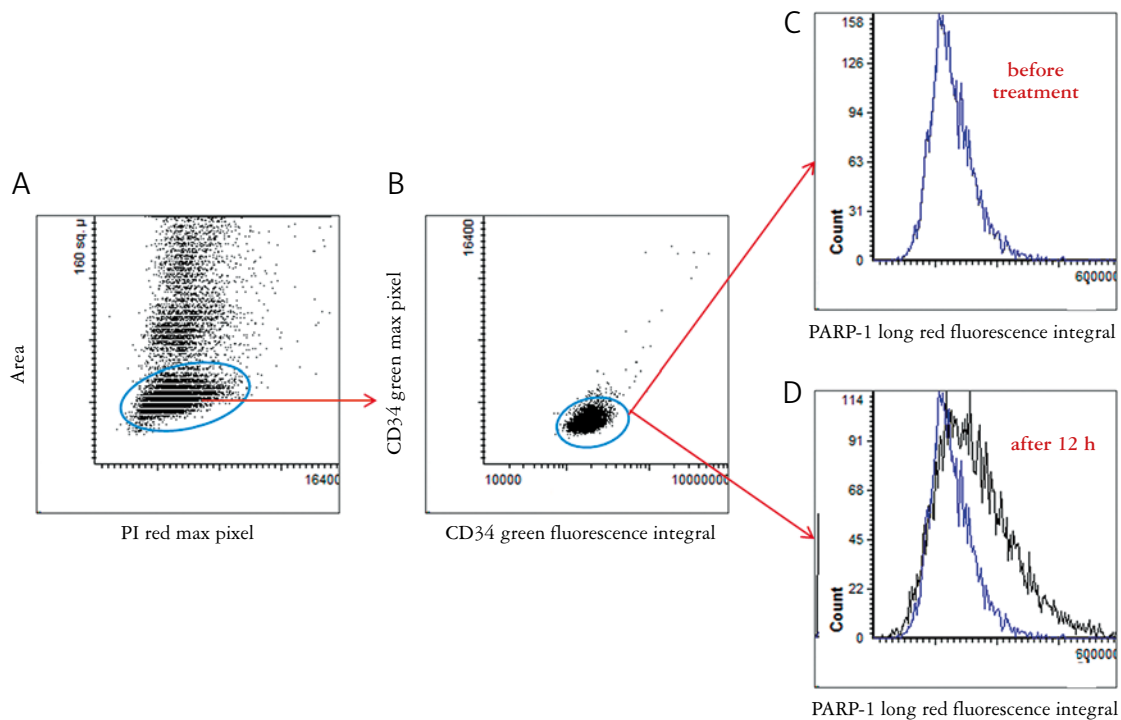 A
160 sq. µ
Area
16400
PI red max pixel
B
16400
CD34 green max pixel
10000
10000000
CD34 green fluorescence integral
C
158
126
94
63
31
0
Count
before
treatment
600000
PARP-1 long red fluorescence integral
D
114
91
68
45
22
0
Count
after 12 h
600000
PARP-1 long red fluorescence integral